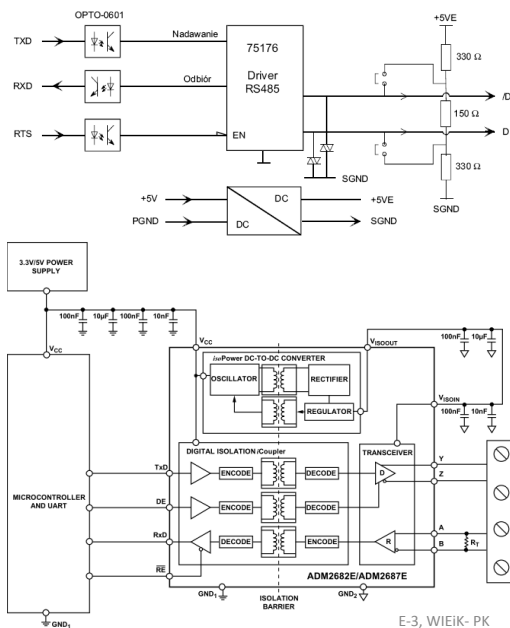 OPTO-0601
TXD
Nadawanie
75176
Driver
RS485
+5VE
330 Ω
RXD
Odbiór
/D
150 Ω
RTS
EN
D
330 Ω
SGND
SGND
+5V
DC
+5VE
PGND
DC
SGND
3.3V/5V POWER
SUPPLY
100nF 10µF 100nF 10nF
100nF 10µF
VCC
VCC
VISOOUT
isoPower DC-TO-DC CONVERTER
OSCILLATOR
RECTIFIER
REGULATOR
VISOIN
100nF 10nF
DIGITAL ISOLATION iCoupler
TRANSCEIVER
MICROCONTROLLER
AND UART
TxD
ENCODE
DECODE
D
Y
Z
DE
ENCODE
DECODE
RxD
DECODE
ENCODE
R
A
B
RT
RE
ADM2682E/ADM2687E
GND1
GND1
ISOLATION
BARRIER
GND2
E-3, WIEiK- PK